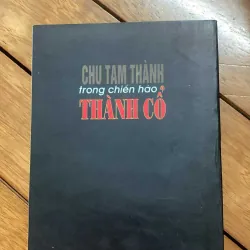 CHU TAM THÀNH
trong chiến hào
THÀNH CỔ